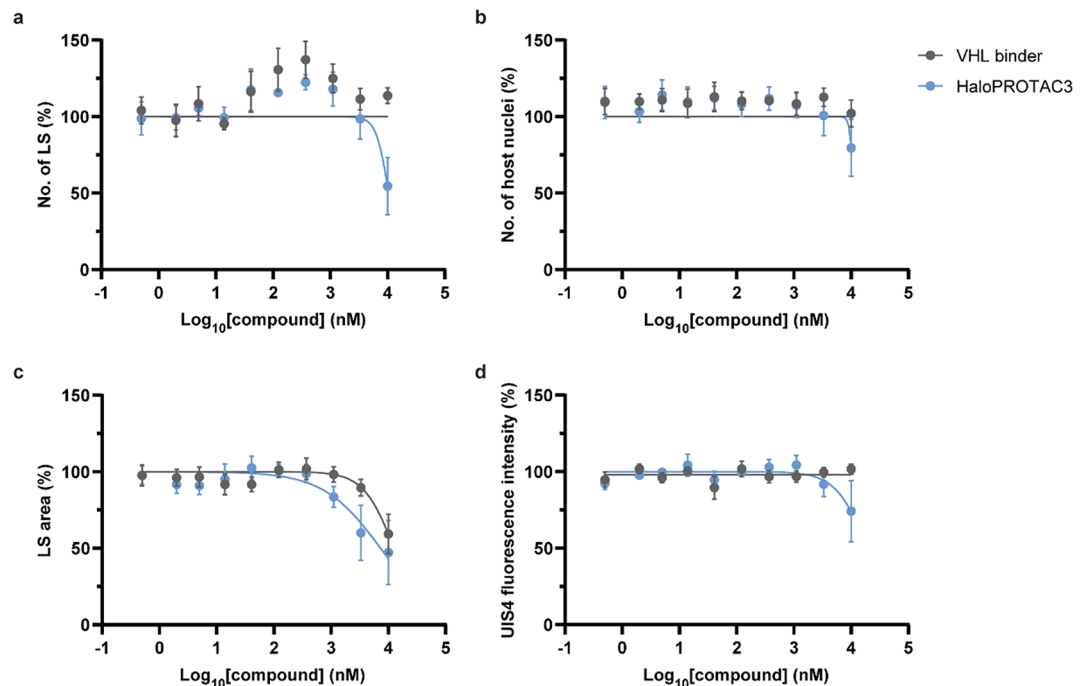 a
150
100
50
0
No. of LS (%)
-1 0 1 2 3 4 5
Log10[compound] (nM)
b
150
100
50
0
No. of host nuclei (%)
-1 0 1 2 3 4 5
Log10[compound] (nM)
VHL binder
HaloPROTAC3
c
150
100
50
0
LS area (%)
-1 0 1 2 3 4 5
Log10[compound] (nM)
d
150
100
50
0
UIS4 fluorescence intensity (%)
-1 0 1 2 3 4 5
Log10[compound] (nM)